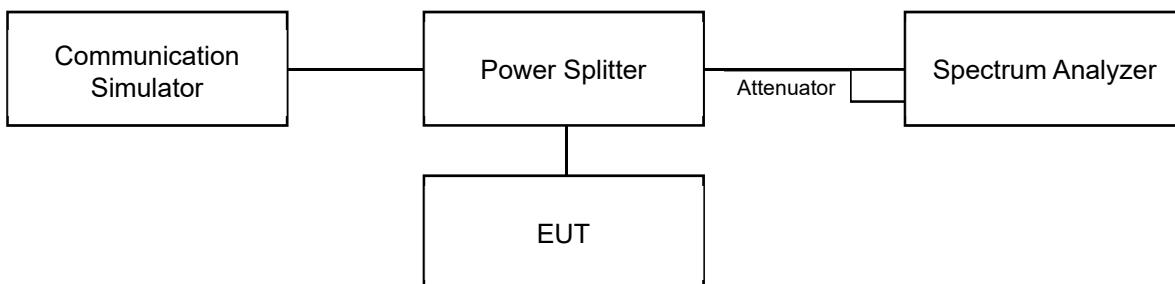 Communication
Simulator
Power Splitter
Attenuator
Spectrum Analyzer
EUT